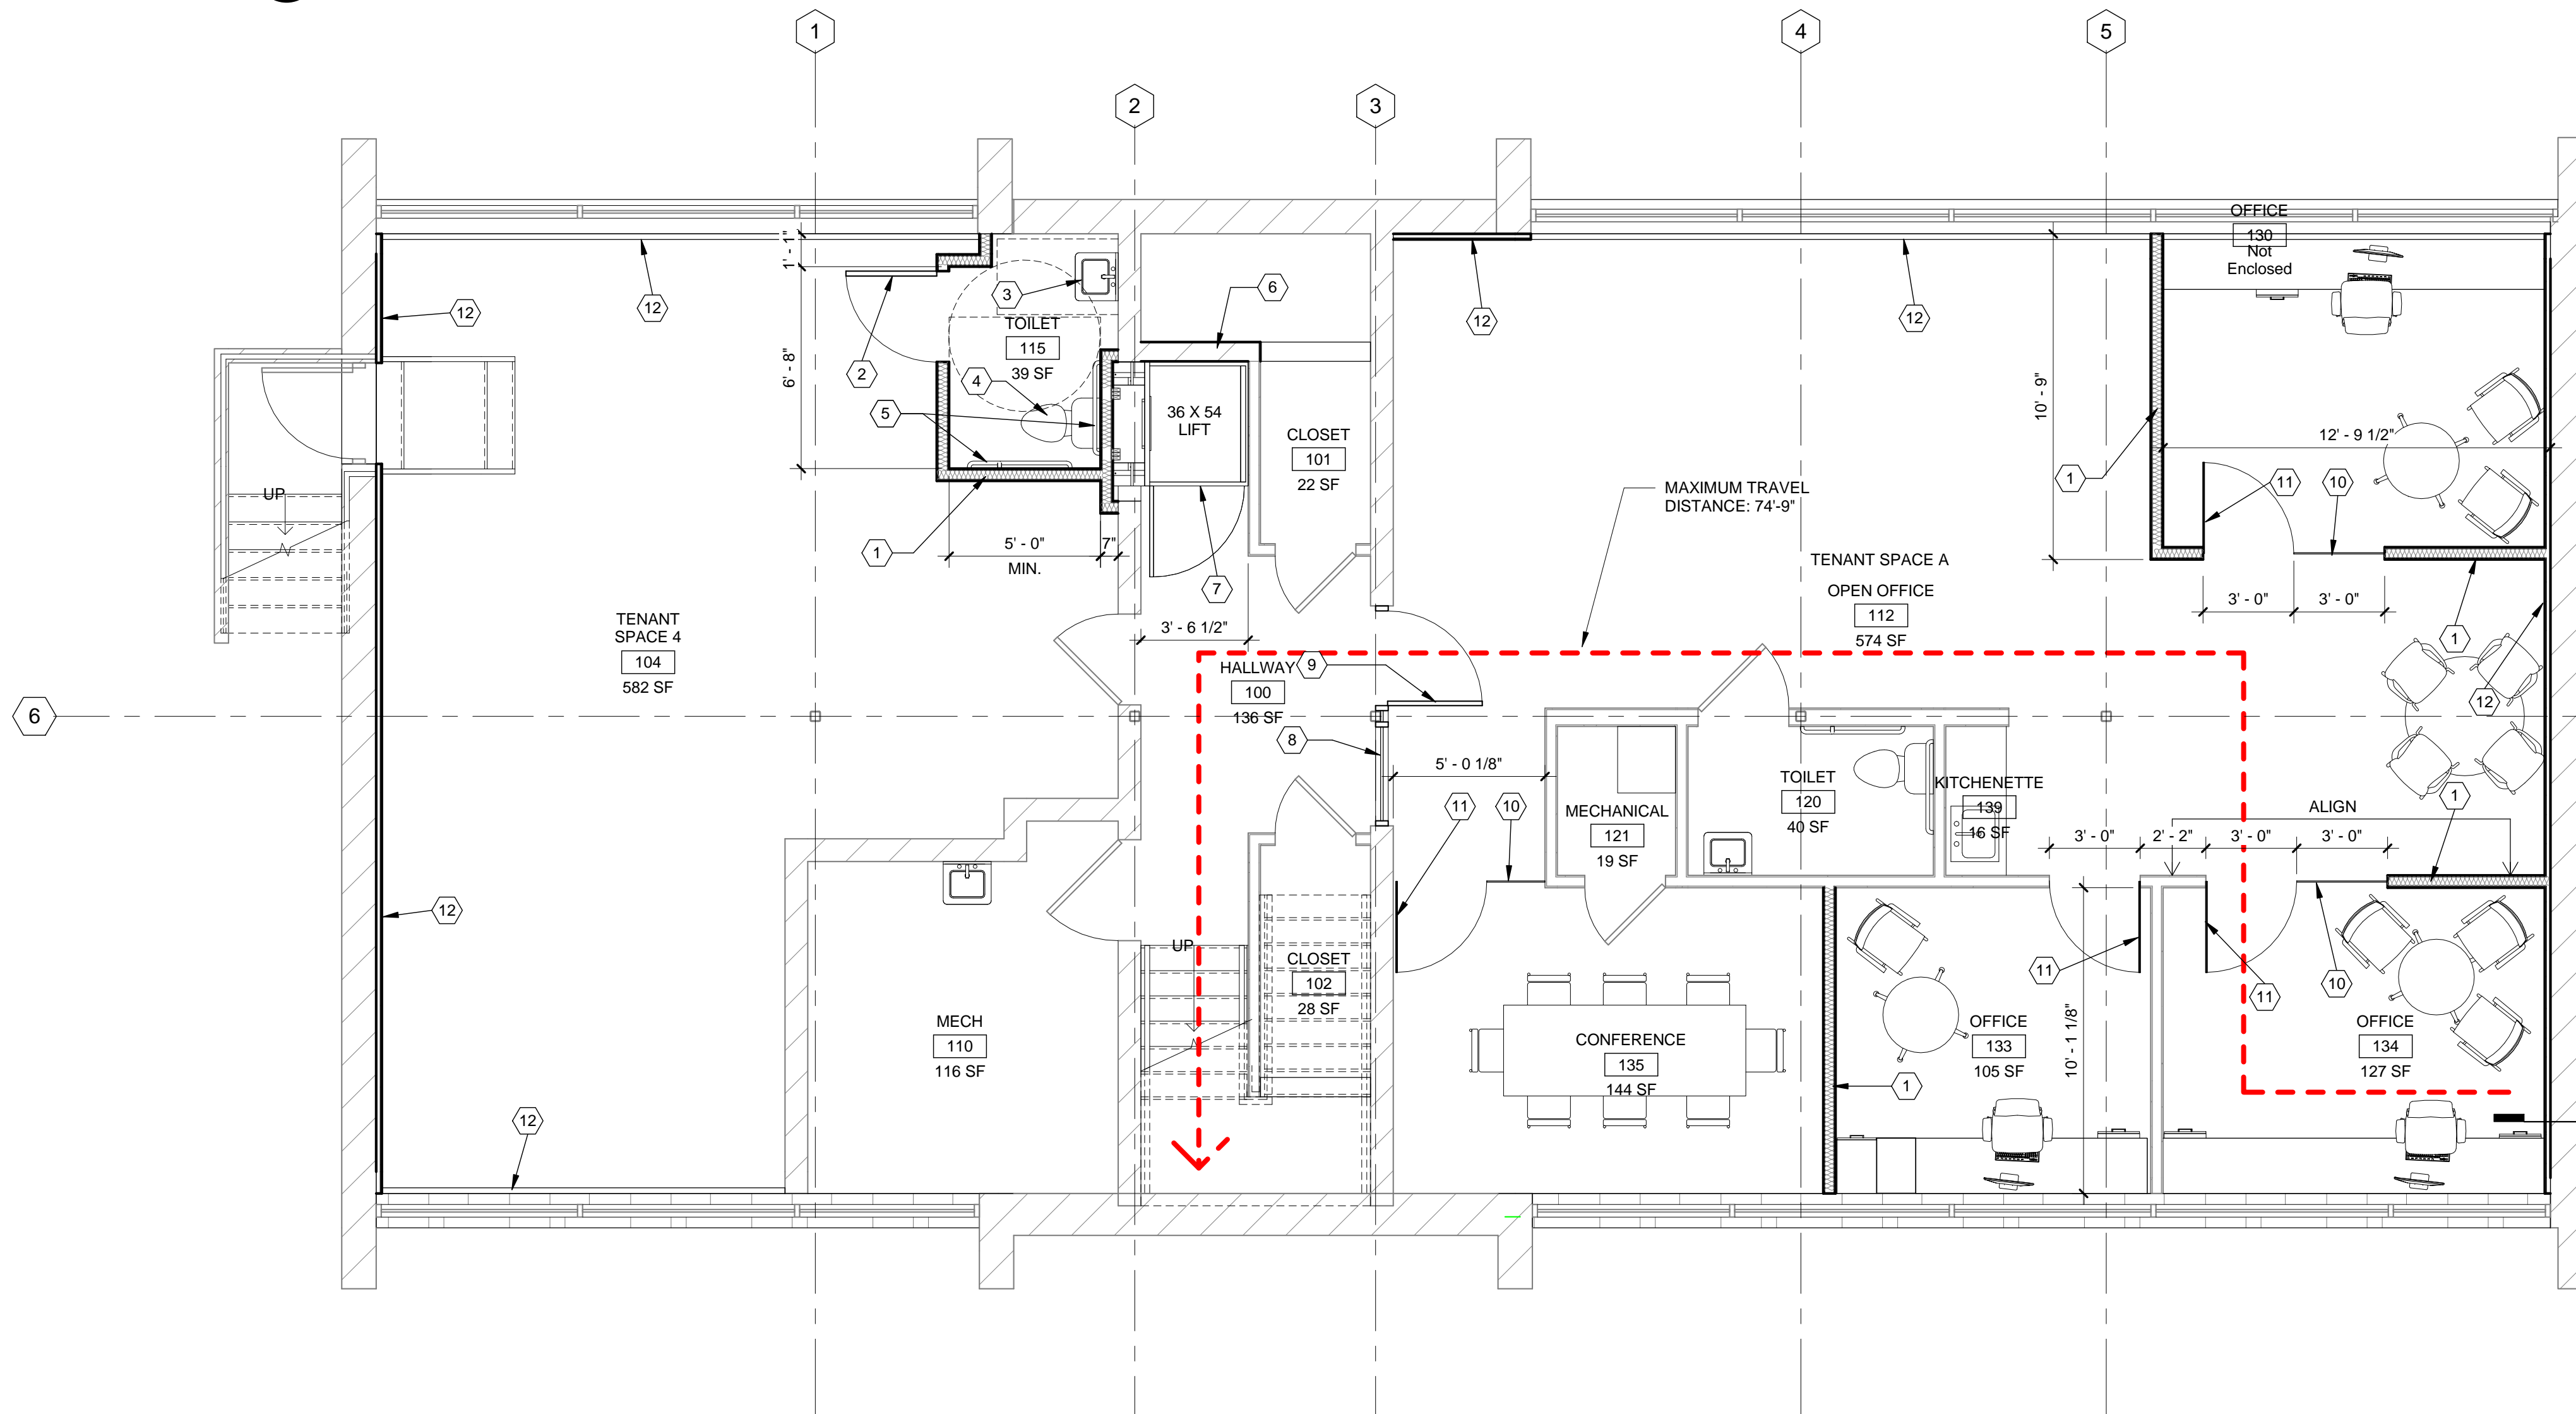 1
4
5
2
3
OFFICE
130
Not
Enclosed
1' - 1"
12
12
3
6
12
12
TOILET
115
39 SF
2
4
5
6' - 8"
36 X 54
LIFT
10' - 9"
12' - 9 1/2"
CLOSET
101
22 SF
1
11
10
UP
MAXIMUM TRAVEL
DISTANCE: 74'-9"
1
5' - 0"
MIN.
7"
7
TENANT SPACE A
OPEN OFFICE
112
574 SF
3' - 0"
3' - 0"
TENANT
SPACE 4
104
582 SF
3' - 6 1/2"
1
HALLWAY
100
136 SF
9
12
6
8
5' - 0 1/8"
TOILET
120
40 SF
KITCHENETTE
139
16 SF
MECHANICAL
121
19 SF
11
10
ALIGN
1
3' - 0"
2' - 2"
3' - 0"
3' - 0"
12
UP
CLOSET
102
28 SF
11
11
10
MECH
110
116 SF
CONFERENCE
135
144 SF
OFFICE
133
105 SF
10' - 1 1/8"
OFFICE
134
127 SF
1
12